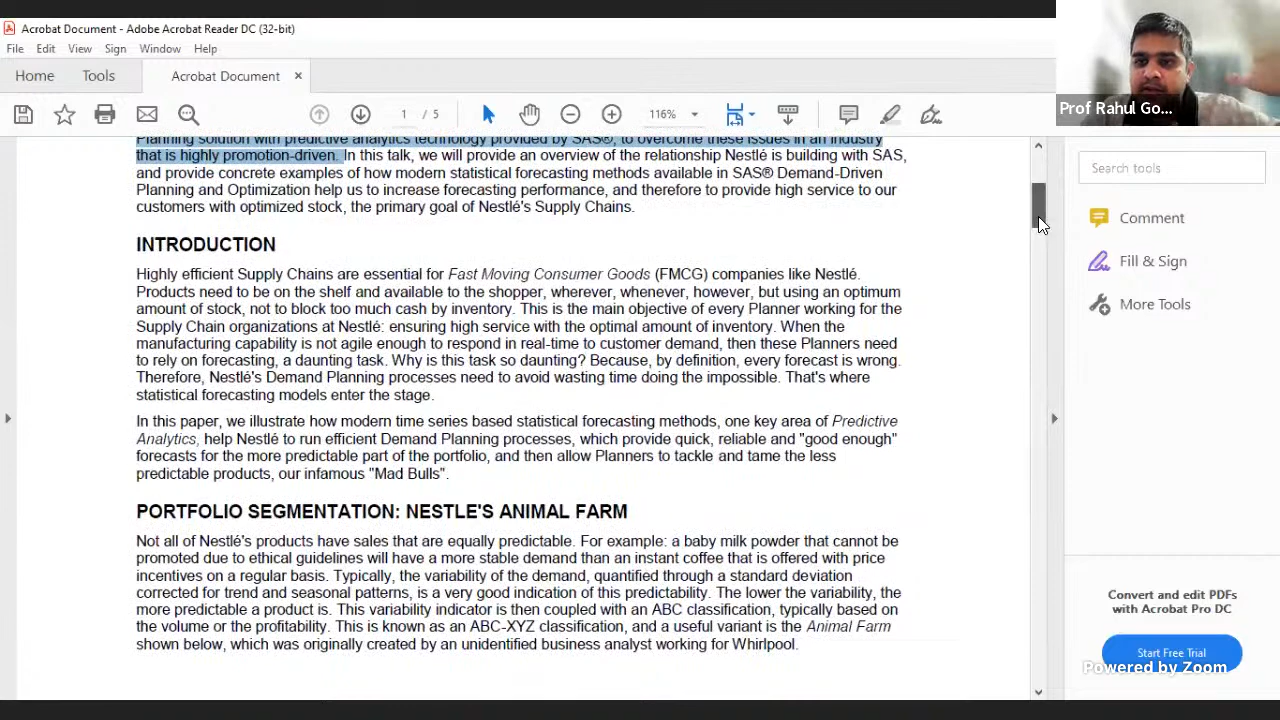 Acrobat Document - Adobe Acrobat Reader DC (32-bit)
File Edit View Sign Window Help
Home Tools Acrobat Document ×
1 / 5 116%
Prof Rahul Go...
Planning solution with predictive analytics technology provided by SAS®, to overcome these issues in an industry
that is highly promotion-driven. In this talk, we will provide an overview of the relationship Nestlé is building with SAS,
and provide concrete examples of how modern statistical forecasting methods available in SAS® Demand-Driven
Planning and Optimization help us to increase forecasting performance, and therefore to provide high service to our
customers with optimized stock, the primary goal of Nestlé's Supply Chains.
INTRODUCTION
Highly efficient Supply Chains are essential for Fast Moving Consumer Goods (FMCG) companies like Nestlé.
Products need to be on the shelf and available to the shopper, wherever, whenever, however, but using an optimum
amount of stock, not to block too much cash by inventory. This is the main objective of every Planner working for the
Supply Chain organizations at Nestlé: ensuring high service with the optimal amount of inventory. When the
manufacturing capability is not agile enough to respond in real-time to customer demand, then these Planners need
to rely on forecasting, a daunting task. Why is this task so daunting? Because, by definition, every forecast is wrong.
Therefore, Nestlé's Demand Planning processes need to avoid wasting time doing the impossible. That's where
statistical forecasting models enter the stage.
In this paper, we illustrate how modern time series based statistical forecasting methods, one key area of Predictive
Analytics, help Nestlé to run efficient Demand Planning processes, which provide quick, reliable and "good enough"
forecasts for the more predictable part of the portfolio, and then allow Planners to tackle and tame the less
predictable products, our infamous "Mad Bulls".
PORTFOLIO SEGMENTATION: NESTLE'S ANIMAL FARM
Not all of Nestlé's products have sales that are equally predictable. For example: a baby milk powder that cannot be
promoted due to ethical guidelines will have a more stable demand than an instant coffee that is offered with price
incentives on a regular basis. Typically, the variability of the demand, quantified through a standard deviation
corrected for trend and seasonal patterns, is a very good indication of this predictability. The lower the variability, the
more predictable a product is. This variability indicator is then coupled with an ABC classification, typically based on
the volume or the profitability. This is known as an ABC-XYZ classification, and a useful variant is the Animal Farm
shown below, which was originally created by an unidentified business analyst working for Whirlpool.
Search tools
Comment
Fill & Sign
More Tools
Convert and edit PDFs
with Acrobat Pro DC
Start Free Trial
Powered by Zoom